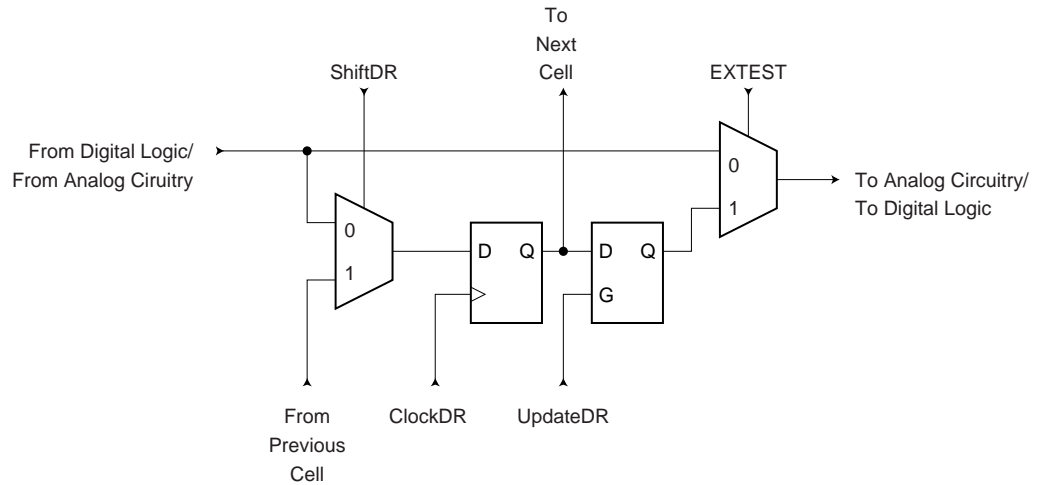 To
Next
Cell
ShiftDR
EXTEST
From Digital Logic/
From Analog Ciruitry
0
1
To Analog Circuitry/
To Digital Logic
0
1
D Q
D Q
G
From
Previous
Cell
ClockDR
UpdateDR